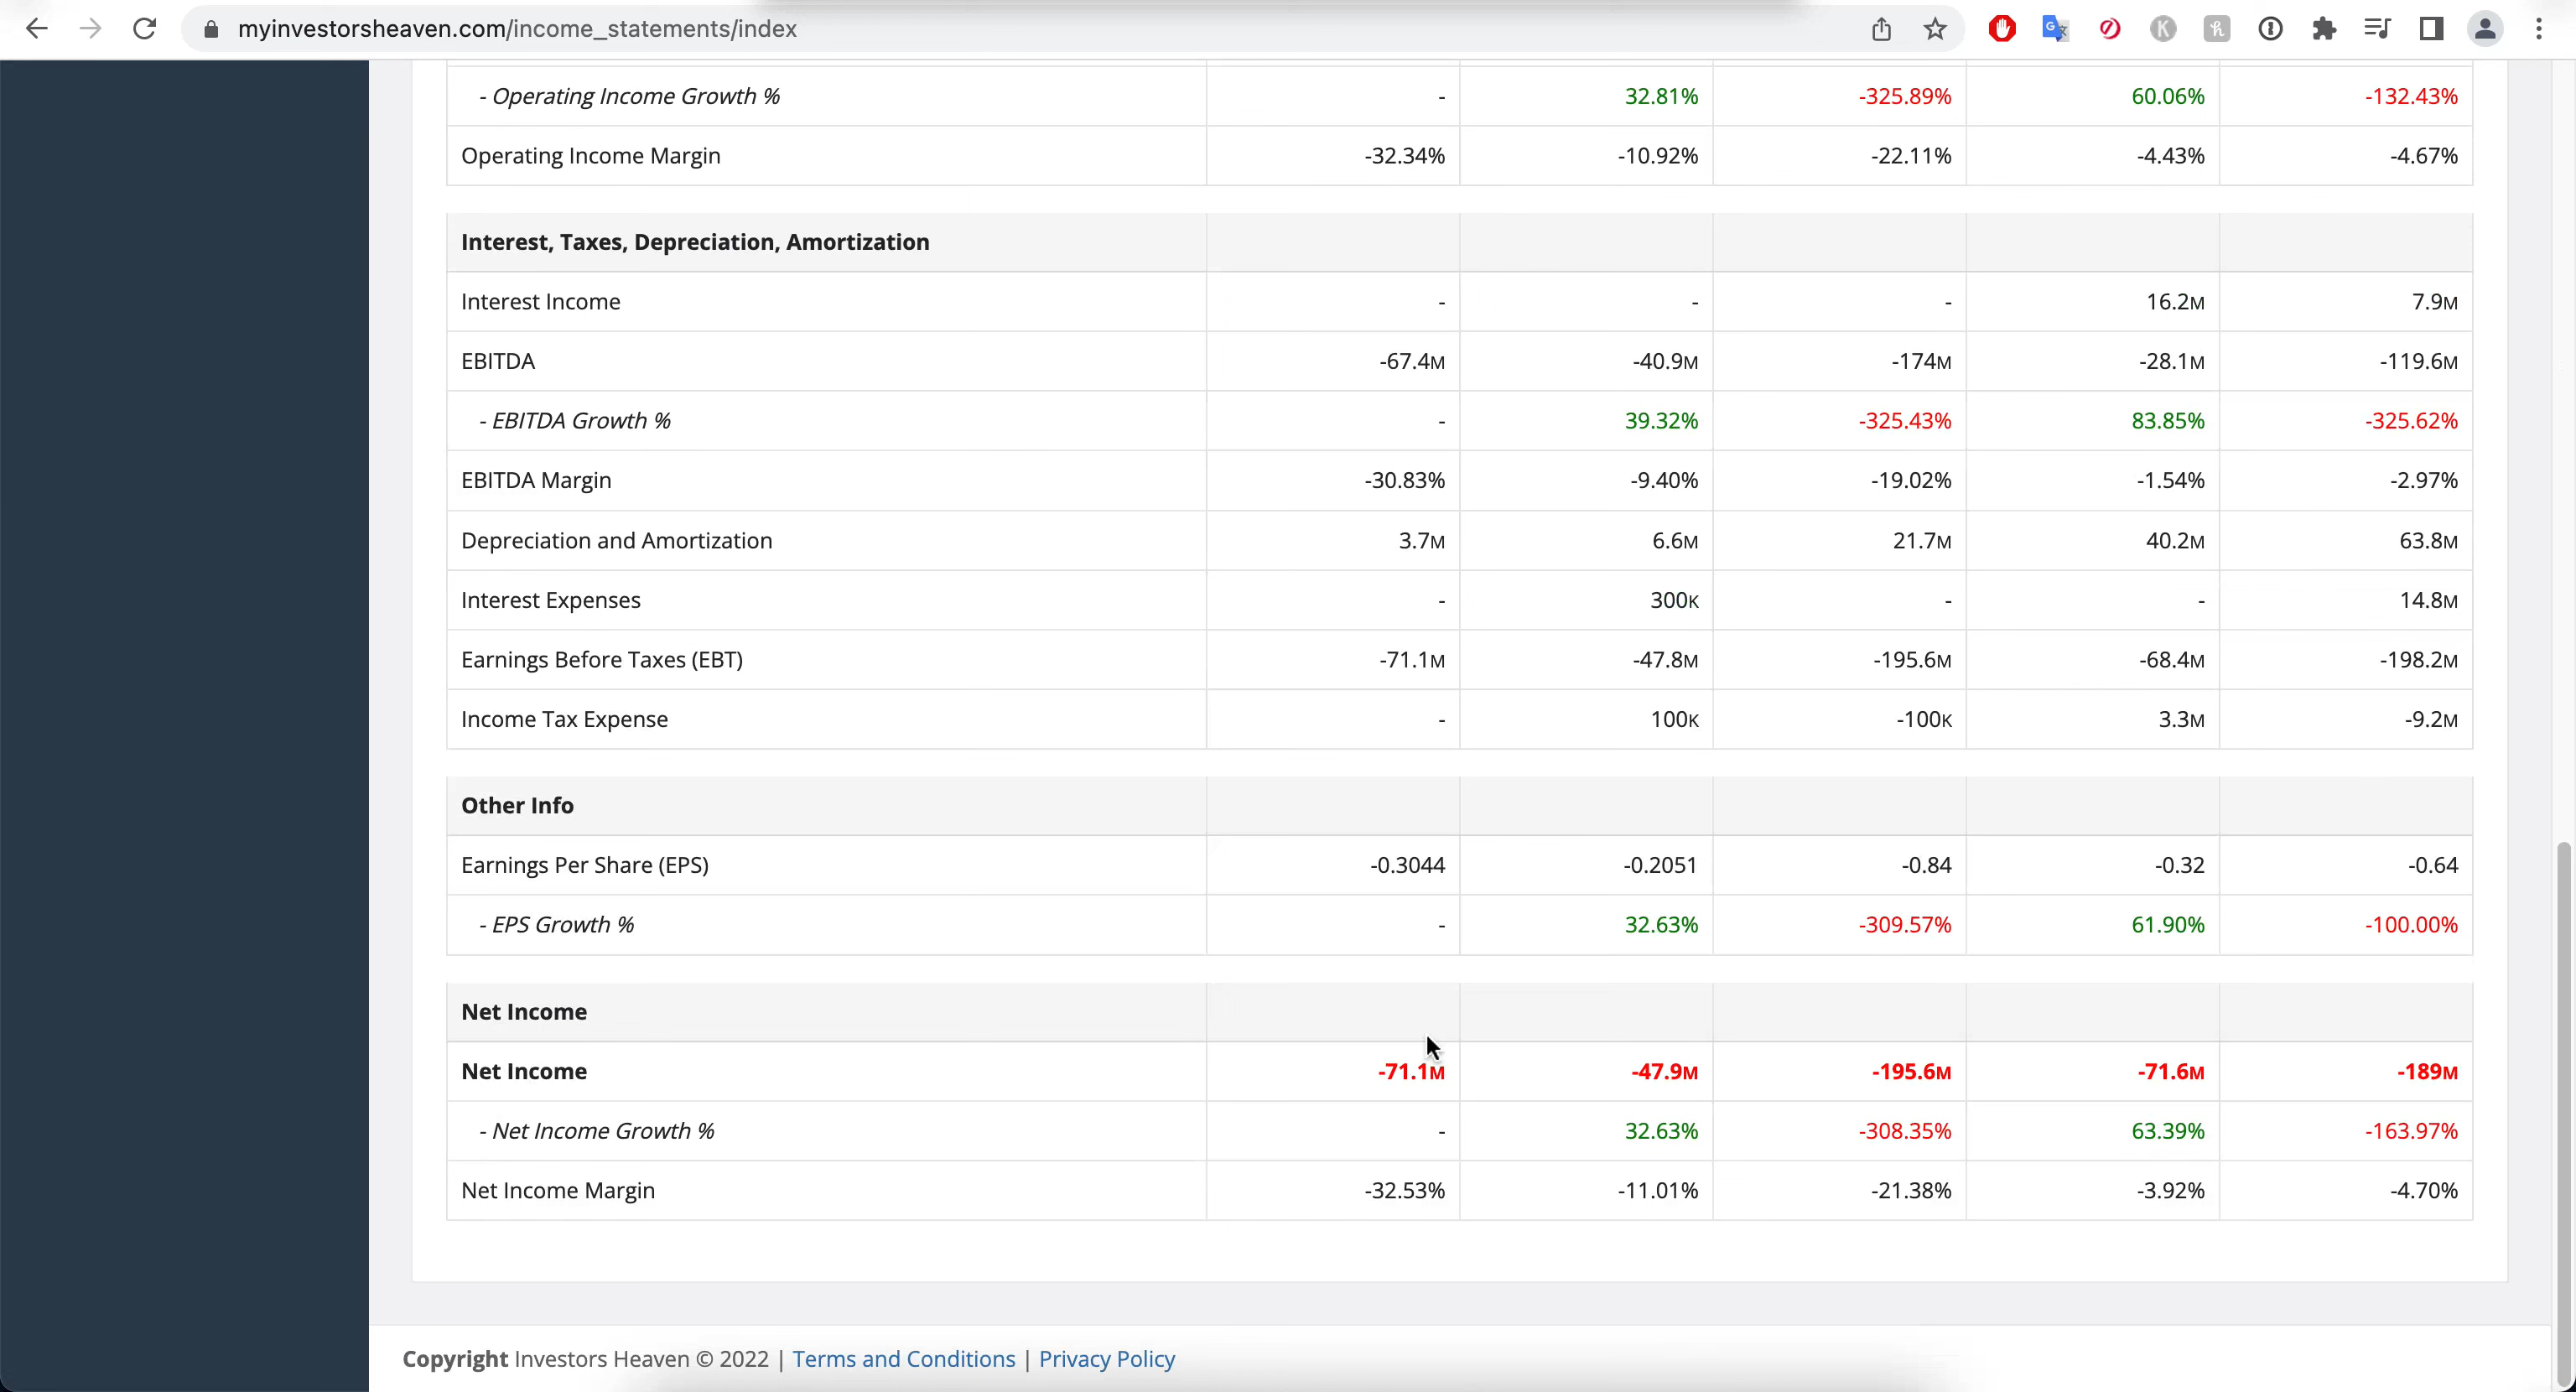 myinvestorsheaven.com/income_statements/index
- Operating Income Growth % - 32.81% -325.89% 60.06% -132.43%
Operating Income Margin -32.34% -10.92% -22.11% -4.43% -4.67%
Interest, Taxes, Depreciation, Amortization
Interest Income - - - 16.2M 7.9M
EBITDA -67.4M -40.9M -174M -28.1M -119.6M
- EBITDA Growth % - 39.32% -325.43% 83.85% -325.62%
EBITDA Margin -30.83% -9.40% -19.02% -1.54% -2.97%
Depreciation and Amortization 3.7M 6.6M 21.7M 40.2M 63.8M
Interest Expenses - 300K - - 14.8M
Earnings Before Taxes (EBT) -71.1M -47.8M -195.6M -68.4M -198.2M
Income Tax Expense - 100K -100K 3.3M -9.2M
Other Info
Earnings Per Share (EPS) -0.3044 -0.2051 -0.84 -0.32 -0.64
- EPS Growth % - 32.63% -309.57% 61.90% -100.00%
Net Income
Net Income -71.1M -47.9M -195.6M -71.6M -189M
- Net Income Growth % - 32.63% -308.35% 63.39% -163.97%
Net Income Margin -32.53% -11.01% -21.38% -3.92% -4.70%
Copyright Investors Heaven © 2022 | Terms and Conditions | Privacy Policy